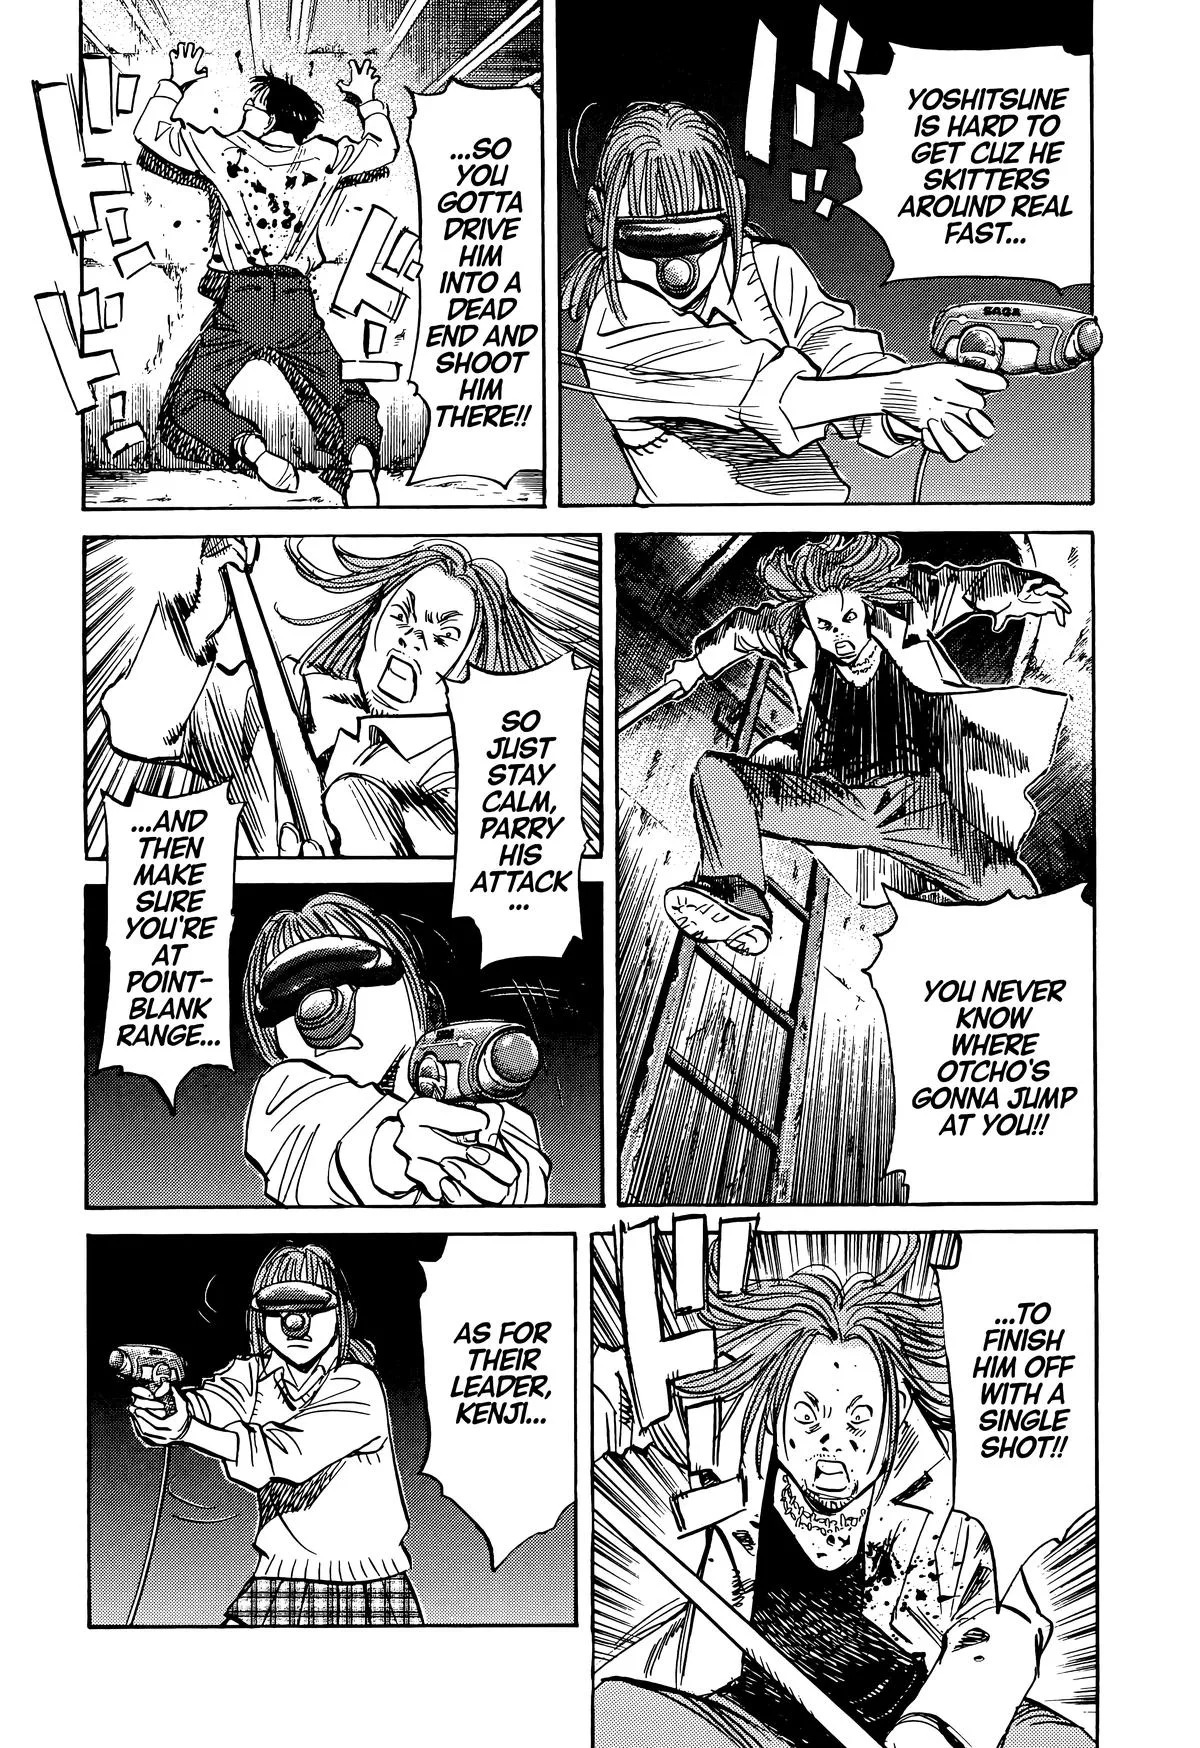 YOSHITSUNE
IS HARD TO
GET CUZ HE
SKITTERS
AROUND REAL
FAST...
SAGA
...SO
YOU
GOTTA
DRIVE
HIM
INTO A
DEAD
END AND
SHOOT
HIM
THERE!!
YOU NEVER
KNOW
WHERE
OTCHO'S
GONNA JUMP
AT YOU!!
SO
JUST
STAY
CALM,
PARRY
HIS
ATTACK
...
...AND
THEN
MAKE
SURE
YOU'RE
AT
POINT-
BLANK
RANGE...
...TO
FINISH
HIM OFF
WITH A
SINGLE
SHOT!!
AS FOR
THEIR
LEADER,
KENJI...